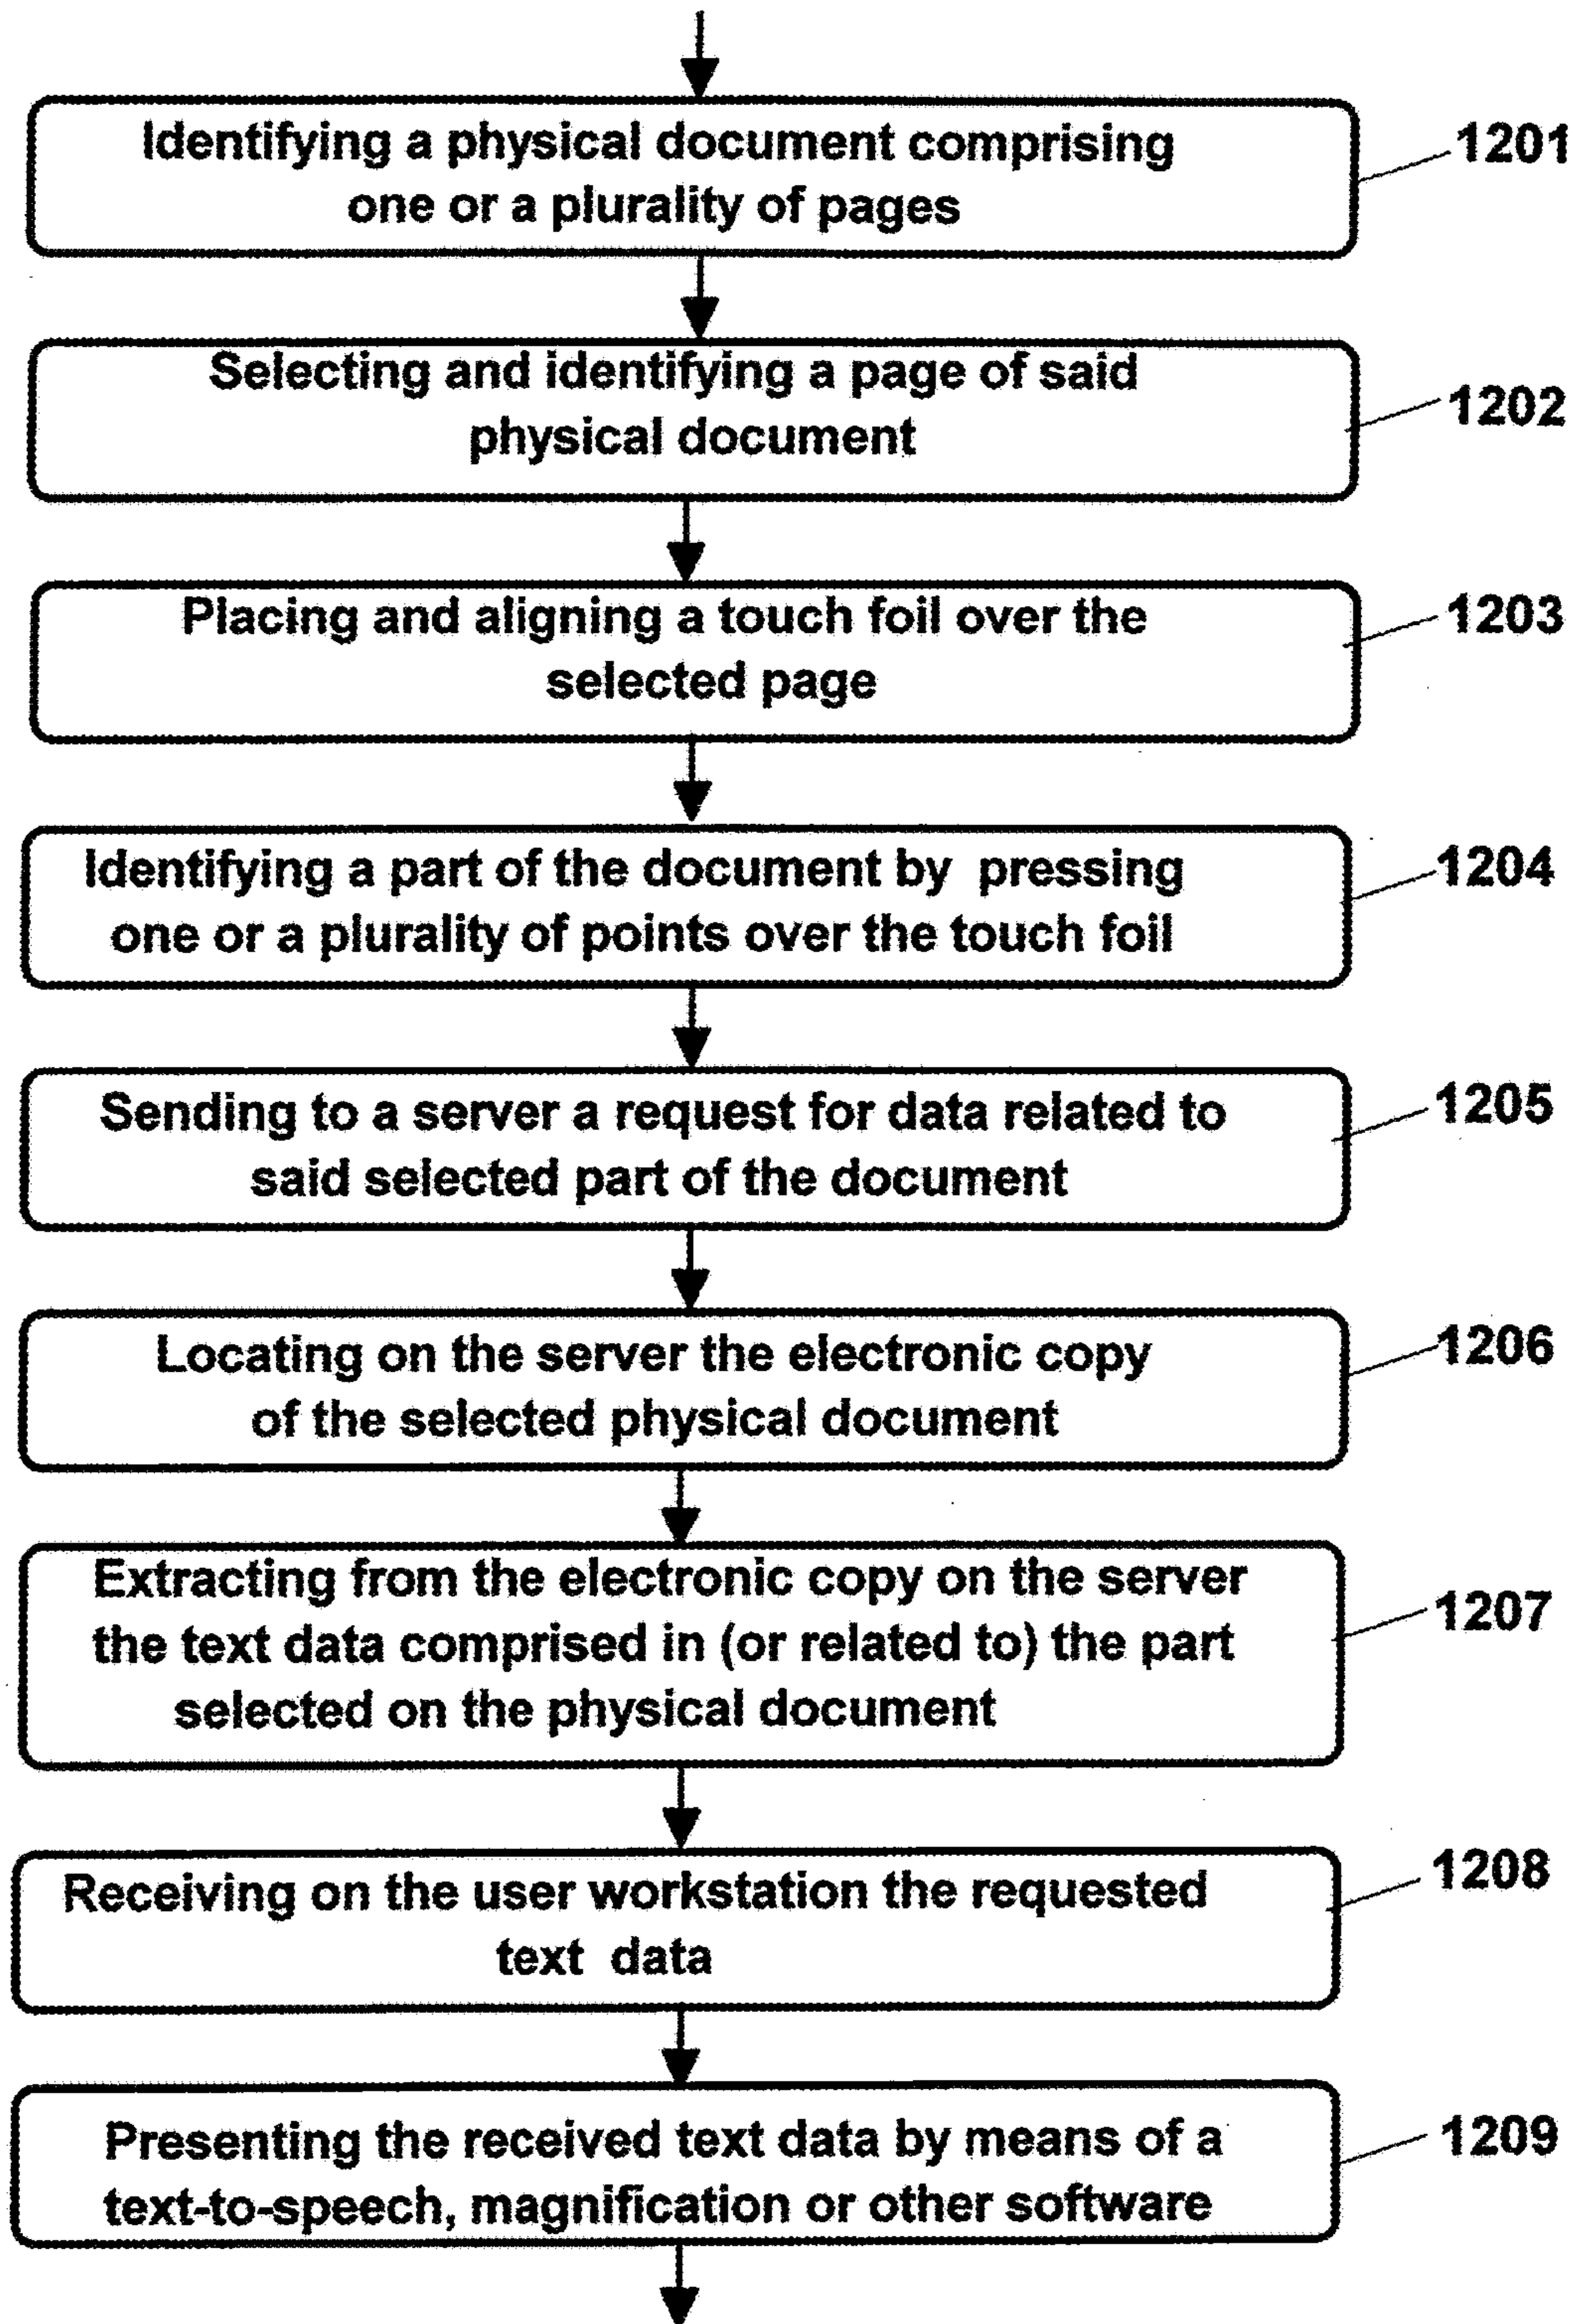 Identifying a physical document comprising
one or a plurality of pages
1201
Selecting and identifying a page of said
physical document
1202
Placing and aligning a touch foil over the
selected page
1203
Identifying a part of the document by pressing
one or a plurality of points over the touch foil
1204
Sending to a server a request for data related to
said selected part of the document
1205
Locating on the server the electronic copy
of the selected physical document
1206
Extracting from the electronic copy on the server
the text data comprised in (or related to) the part
selected on the physical document
1207
Receiving on the user workstation the requested
text data
1208
Presenting the received text data by means of a
text-to-speech, magnification or other software
1209